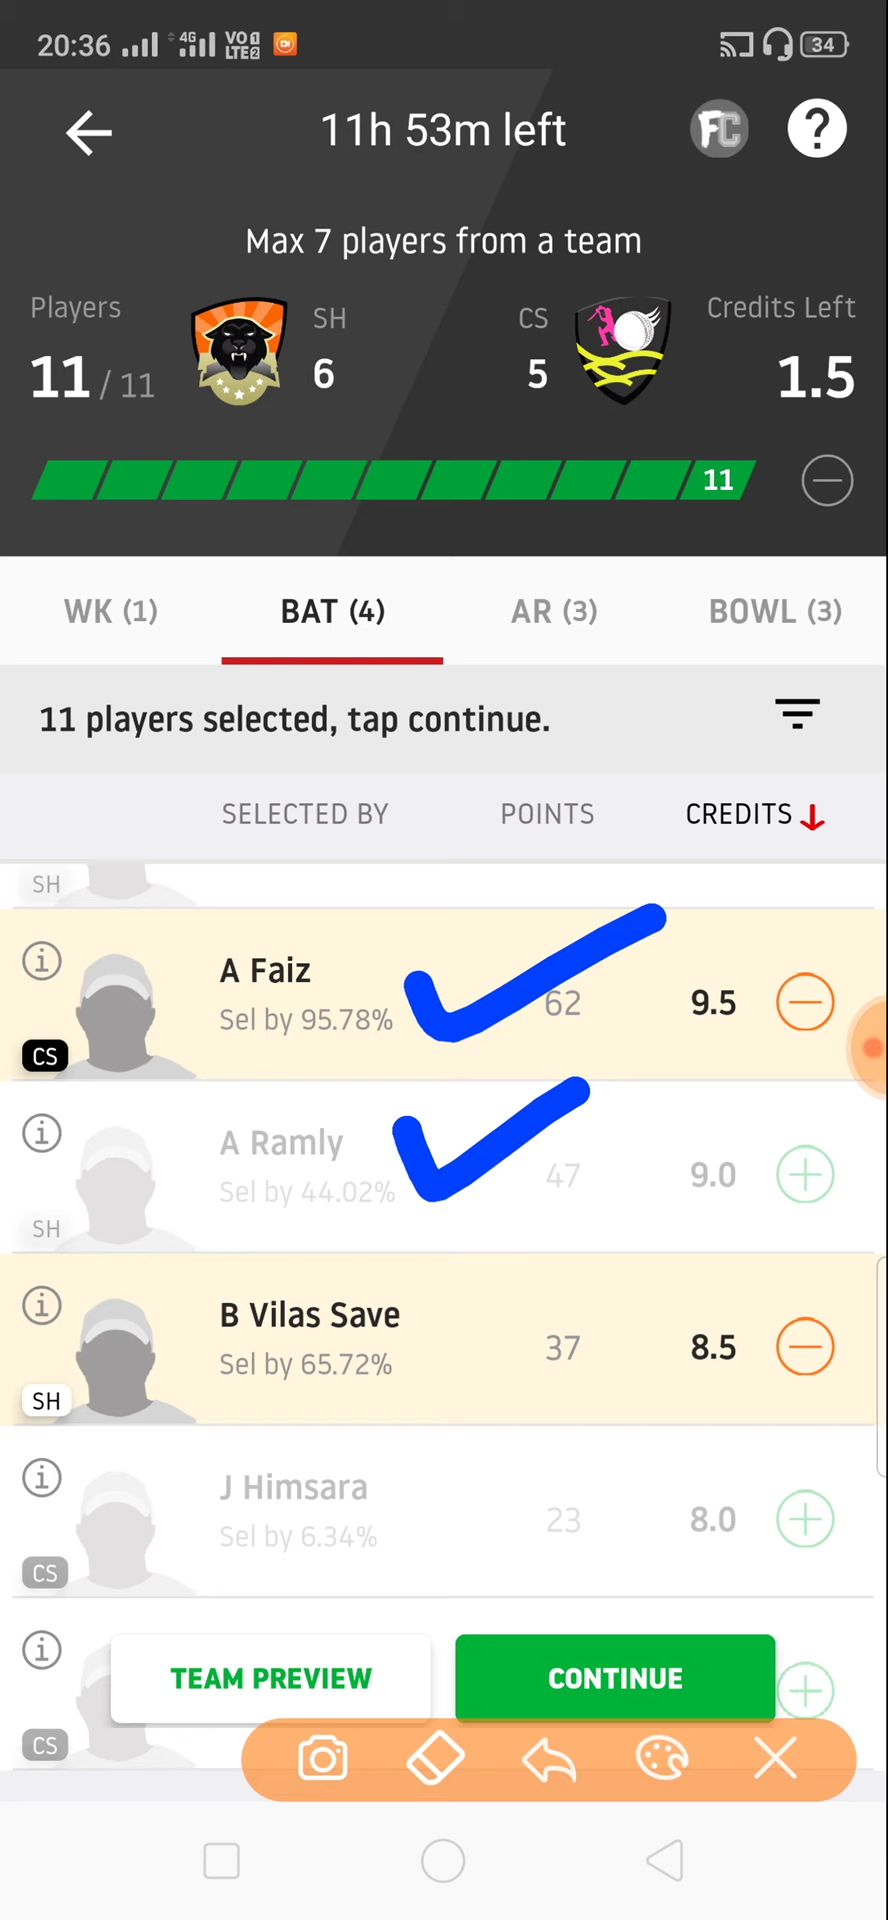 20:36 4G VO1 LTE2 34
11h 53m left FC ?
Max 7 players from a team
Players SH CS Credits Left
11 / 11 6 5 1.5
11
WK (1) BAT (4) AR (3) BOWL (3)
11 players selected, tap continue.
SELECTED BY POINTS CREDITS
SH
A Faiz
Sel by 95.78% 62 9.5
CS
A Ramly
Sel by 44.02% 47 9.0
SH
B Vilas Save
Sel by 65.72% 37 8.5
SH
J Himsara
Sel by 6.34% 23 8.0
CS
TEAM PREVIEW CONTINUE
CS